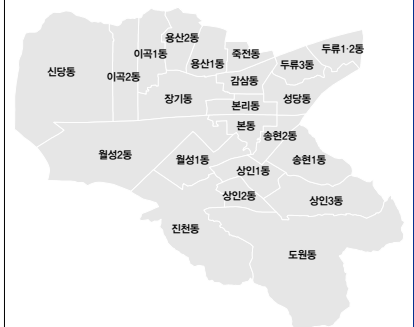 용산2동
이곡1동
용산1동
죽전동
두류3동
두류1·2동
신당동
이곡2동
감삼동
장기동
본리동
성당동
본동
송현2동
월성2동
월성1동
상인1동
송현1동
상인2동
상인3동
진천동
도원동